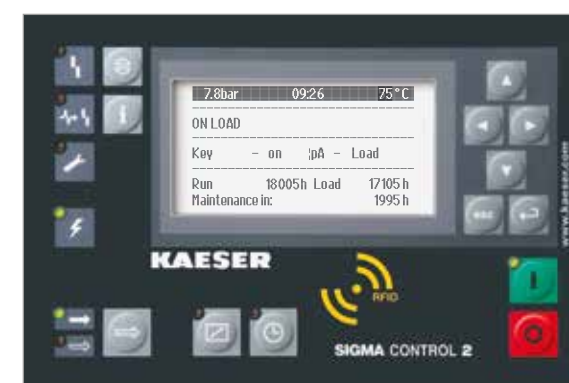 7.8bar 09:26 75°C
ON LOAD
Key - on ¦pA - Load
Run 18005h Load 17105 h
Maintenance in: 1995 h
esc
www.kaeser.com
KAESER
RFID
SIGMA CONTROL 2
I
O